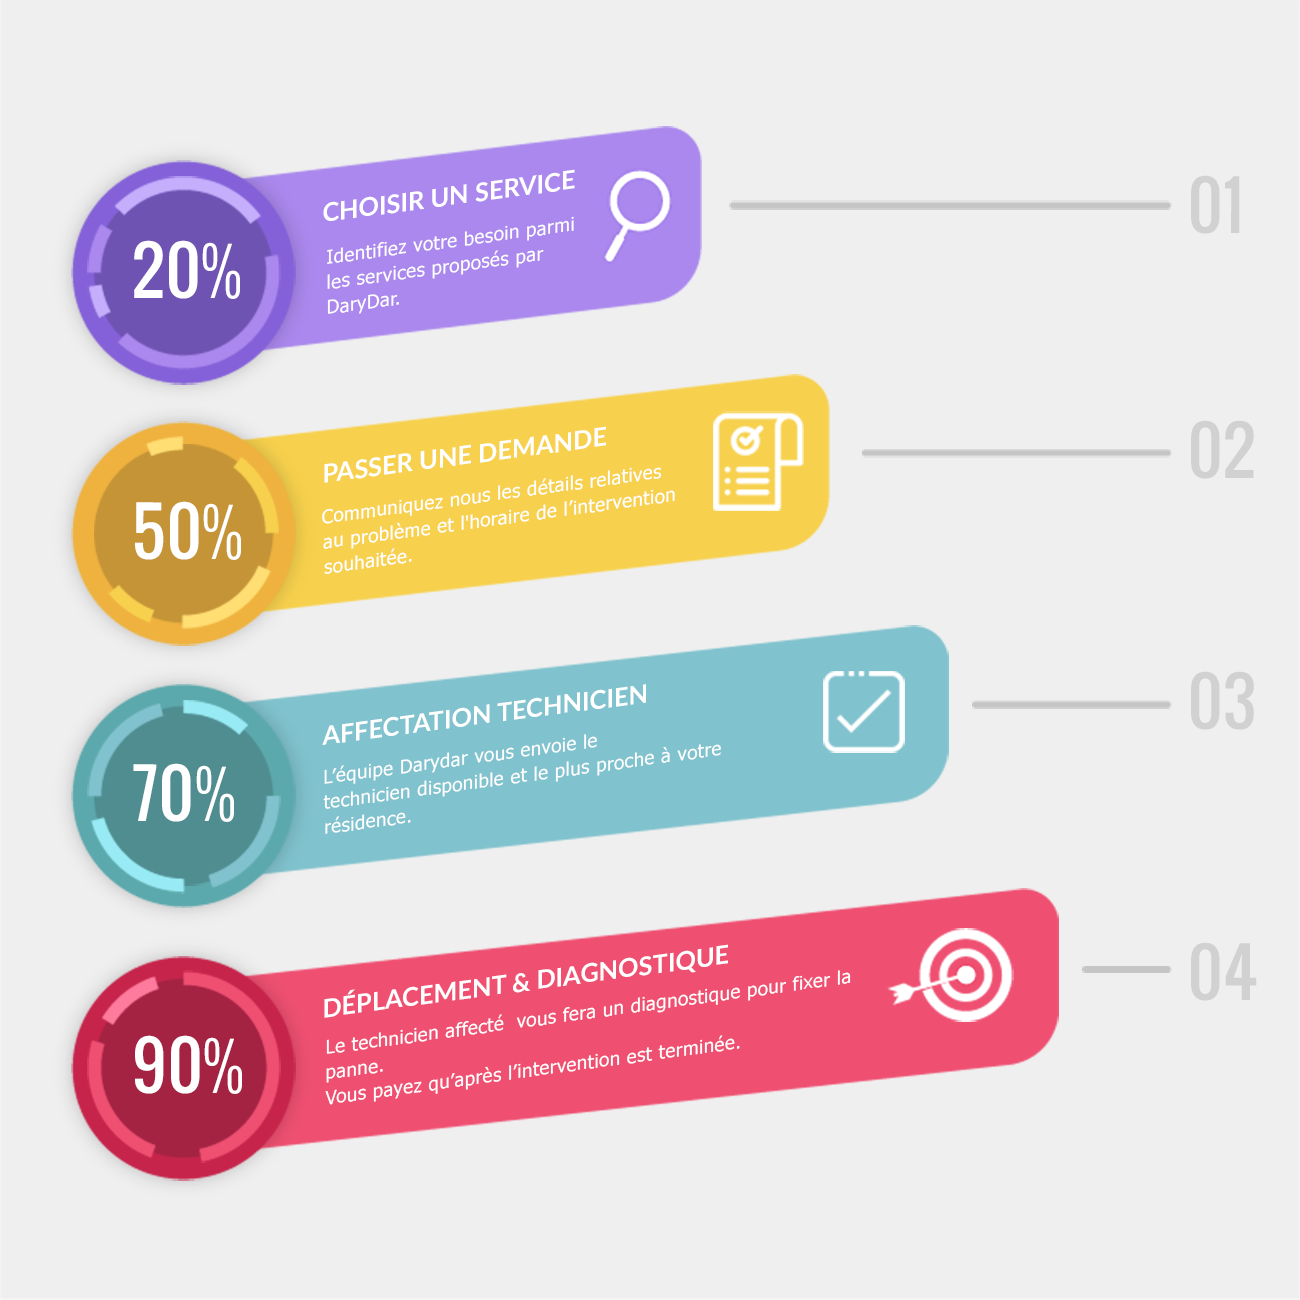 20%
CHOISIR UN SERVICE
Identifiez votre besoin parmi
les services proposés par
DaryDar.
01
50%
PASSER UNE DEMANDE
Communiquez nous les détails relatives
au problème et l'horaire de l’intervention
souhaitée.
02
70%
AFFECTATION TECHNICIEN
L’équipe Darydar vous envoie le
technicien disponible et le plus proche à votre
résidence.
03
90%
DÉPLACEMENT & DIAGNOSTIQUE
Le technicien affecté  vous fera un diagnostique pour fixer la
panne.
Vous payez qu’après l’intervention est terminée.
04